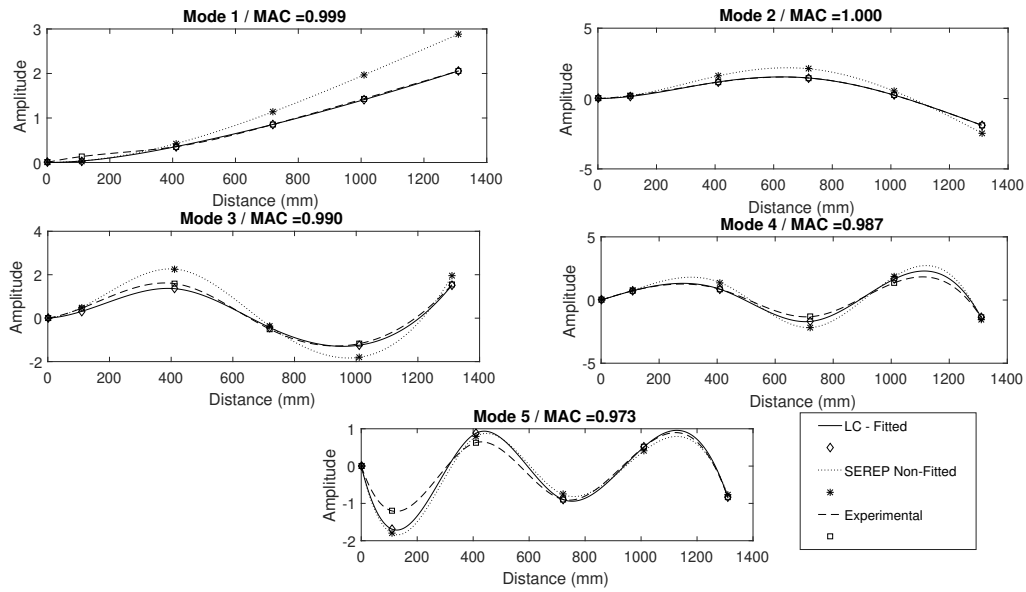 Mode 1 / MAC =0.999
Amplitude
3
2
1
0
0 200 400 600 800 1000 1200 1400
Distance (mm)
Mode 2 / MAC =1.000
Amplitude
5
0
-5
0 200 400 600 800 1000 1200 1400
Distance (mm)
Mode 3 / MAC =0.990
Amplitude
4
2
0
-2
0 200 400 600 800 1000 1200 1400
Distance (mm)
Mode 4 / MAC =0.987
Amplitude
5
0
-5
0 200 400 600 800 1000 1200 1400
Distance (mm)
Mode 5 / MAC =0.973
Amplitude
1
0
-1
-2
0 200 400 600 800 1000 1200 1400
Distance (mm)
LC - Fitted
SEREP Non-Fitted
Experimental